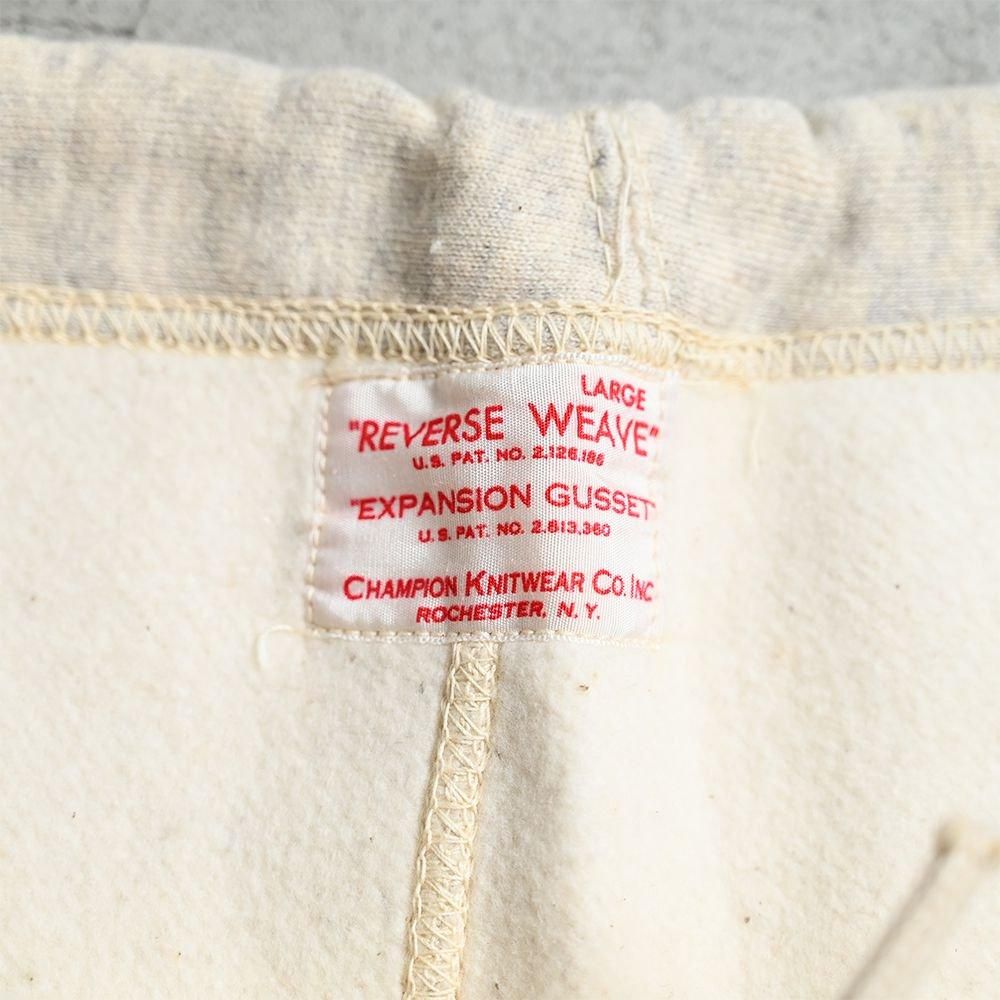 LARGE
"REVERSE WEAVE"
U.S. PAT. NO. 2,126,186
"EXPANSION GUSSET"
U.S. PAT. NO. 2,613,360
CHAMPION KNITWEAR CO. INC.
ROCHESTER, N. Y.